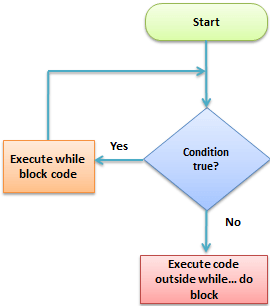 Start
Condition
true?
Yes
Execute while
block code
No
Execute code
outside while... do
block